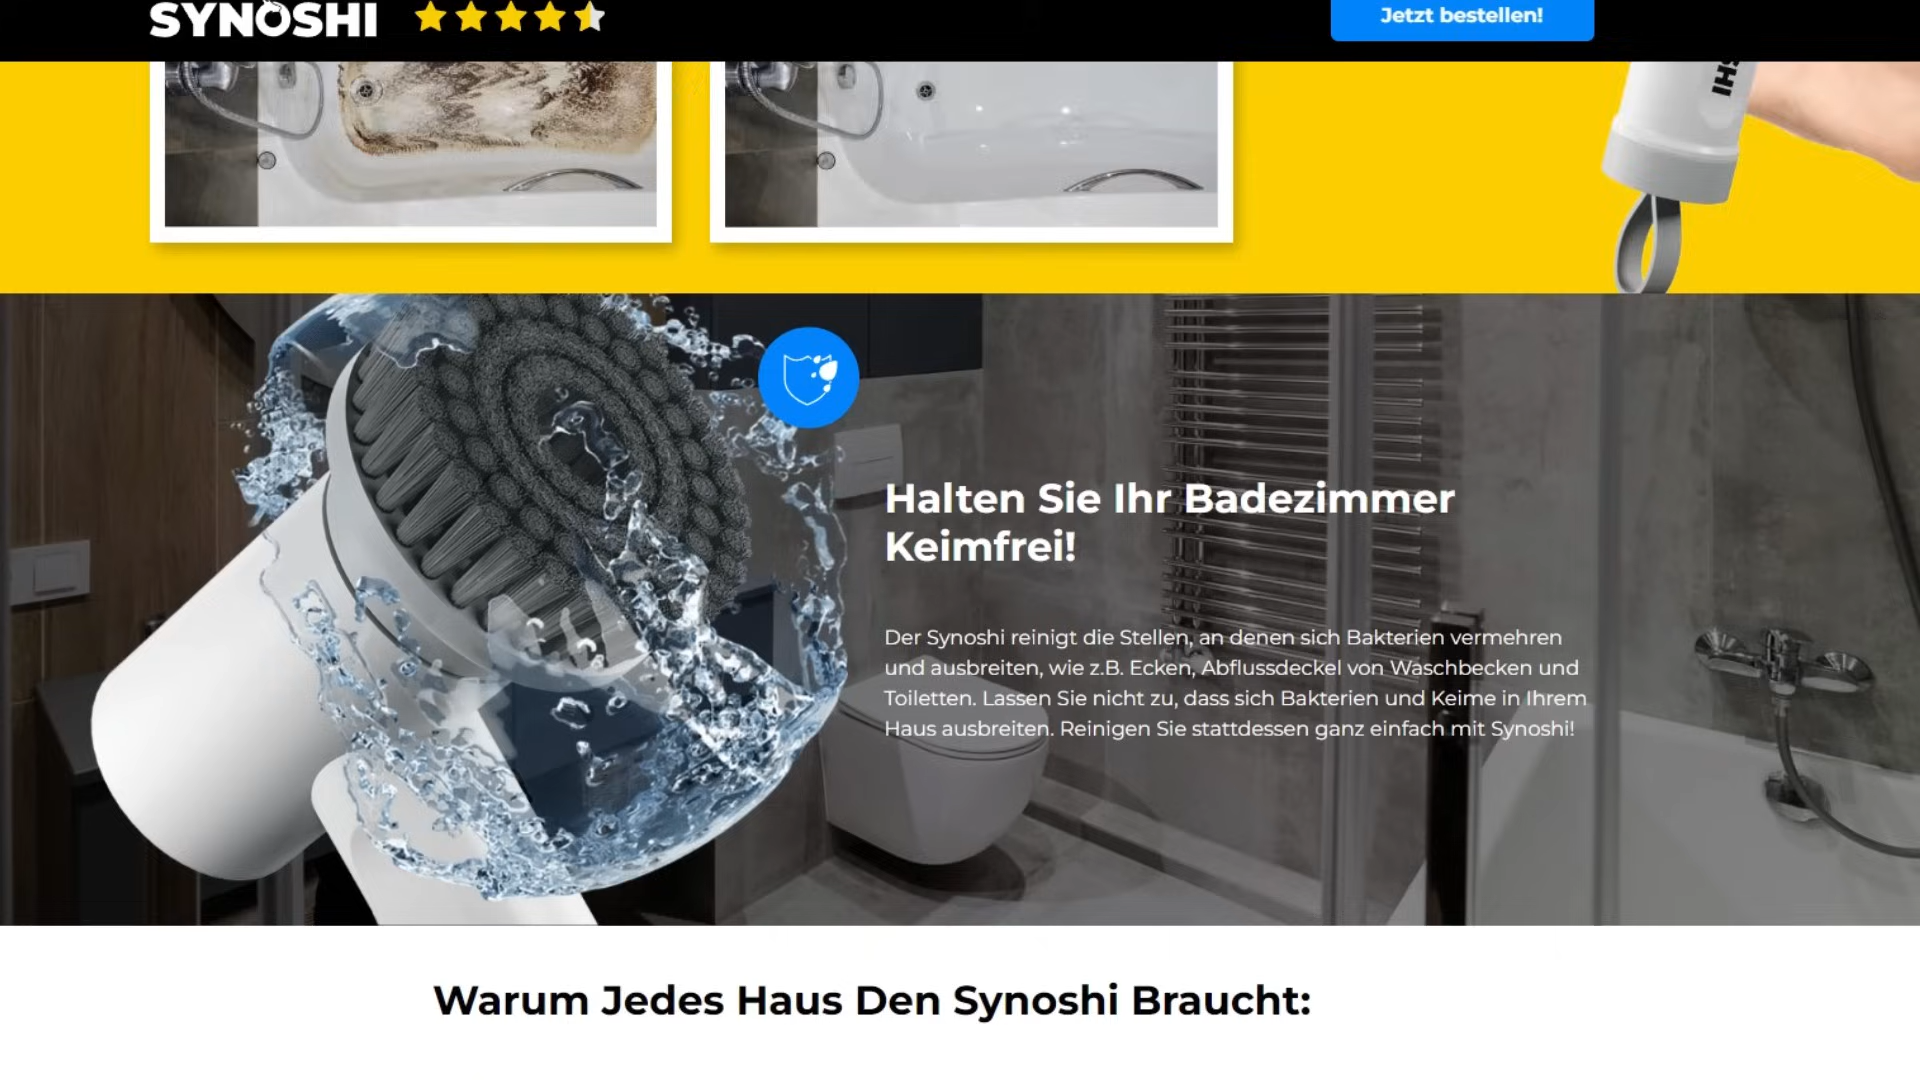 SYNOSHI
Jetzt bestellen!
SHI
Halten Sie Ihr Badezimmer
Keimfrei!
Der Synoshi reinigt die Stellen, an denen sich Bakterien vermehren
und ausbreiten, wie z.B. Ecken, Abflussdeckel von Waschbecken und
Toiletten. Lassen Sie nicht zu, dass sich Bakterien und Keime in Ihrem
Haus ausbreiten. Reinigen Sie stattdessen ganz einfach mit Synoshi!
Warum Jedes Haus Den Synoshi Braucht: